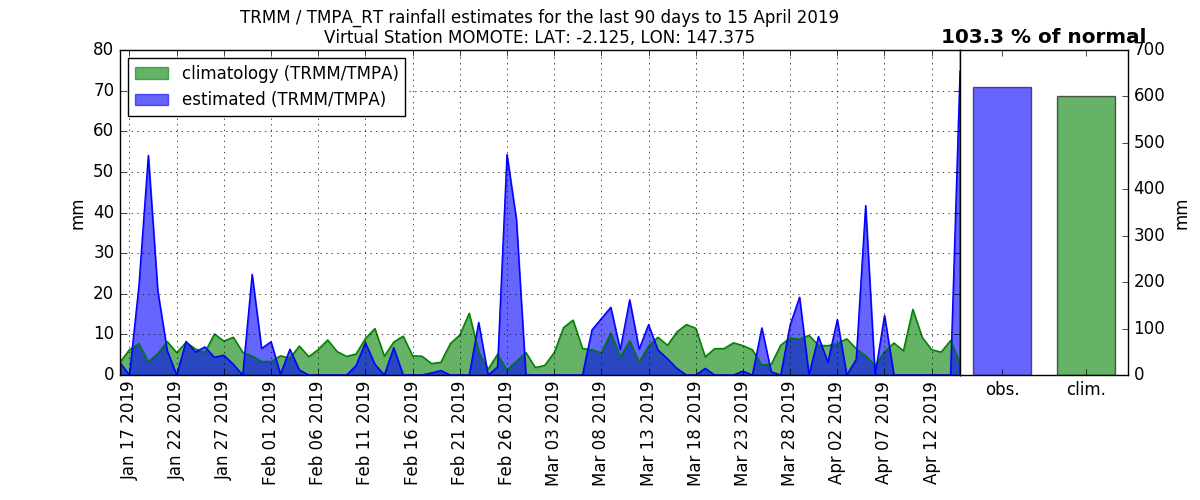 TRMM / TMPA_RT rainfall estimates for the last 90 days to 15 April 2019
Virtual Station MOMOTE: LAT: -2.125, LON: 147.375
103.3 % of normal
climatology (TRMM/TMPA)
estimated (TRMM/TMPA)
80
70
60
50
40
30
20
10
0
mm
Jan 17 2019
Jan 22 2019
Jan 27 2019
Feb 01 2019
Feb 06 2019
Feb 11 2019
Feb 16 2019
Feb 21 2019
Feb 26 2019
Mar 03 2019
Mar 08 2019
Mar 13 2019
Mar 18 2019
Mar 23 2019
Mar 28 2019
Apr 02 2019
Apr 07 2019
Apr 12 2019
obs.
clim.
700
600
500
400
300
200
100
0
mm